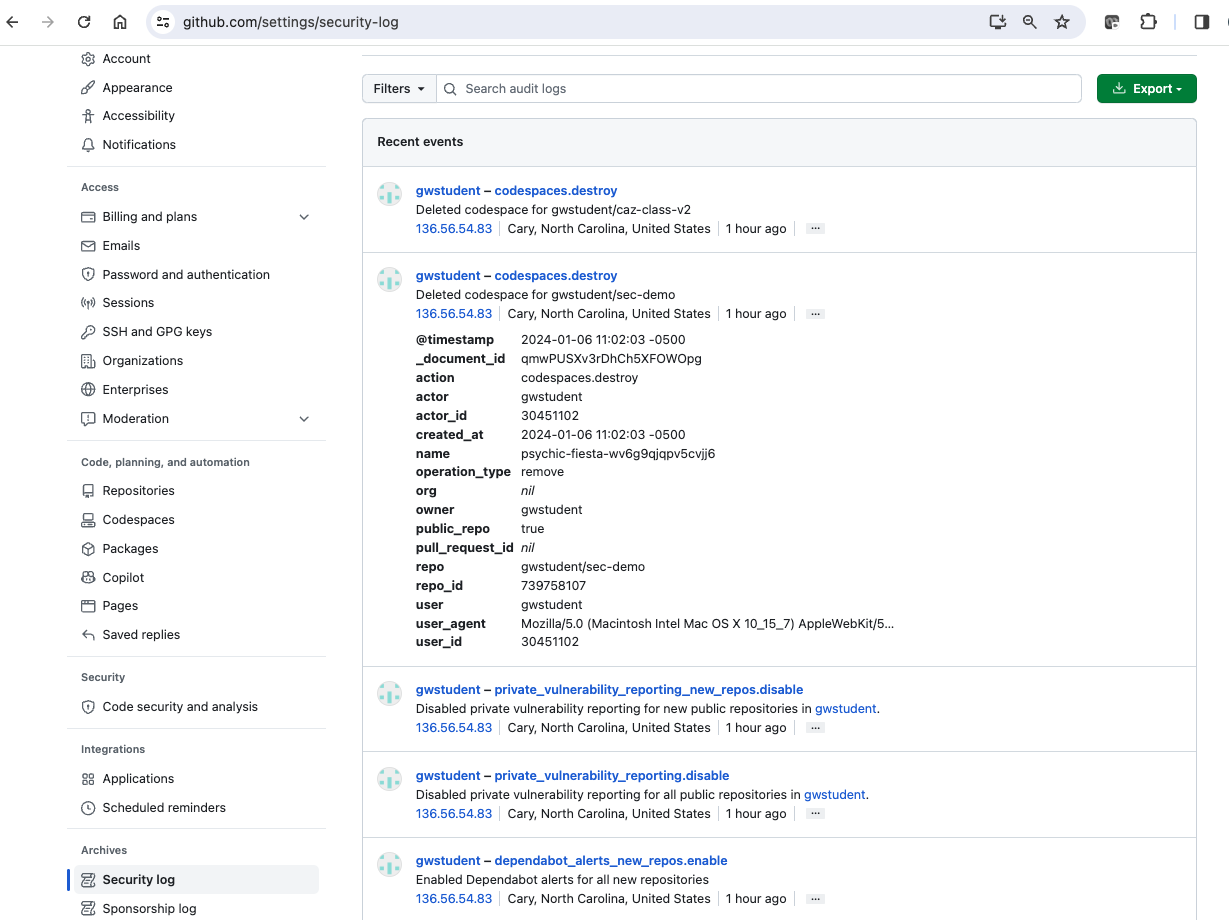 github.com/settings/security-log
Account
Appearance
Accessibility
Notifications
Access
Billing and plans
Emails
Password and authentication
Sessions
SSH and GPG keys
Organizations
Enterprises
Moderation
Code, planning, and automation
Repositories
Codespaces
Packages
Copilot
Pages
Saved replies
Security
Code security and analysis
Integrations
Applications
Scheduled reminders
Archives
Security log
Sponsorship log
Filters Search audit logs Export
Recent events
gwstudent – codespaces.destroy
Deleted codespace for gwstudent/caz-class-v2
136.56.54.83 Cary, North Carolina, United States 1 hour ago ...
gwstudent – codespaces.destroy
Deleted codespace for gwstudent/sec-demo
136.56.54.83 Cary, North Carolina, United States 1 hour ago ...
@timestamp 2024-01-06 11:02:03 -0500
_document_id qmwPUSXv3rDhCh5XFOWOpg
action codespaces.destroy
actor gwstudent
actor_id 30451102
created_at 2024-01-06 11:02:03 -0500
name psychic-fiesta-wv6g9qjqpv5cvjj6
operation_type remove
org nil
owner gwstudent
public_repo true
pull_request_id nil
repo gwstudent/sec-demo
repo_id 739758107
user gwstudent
user_agent Mozilla/5.0 (Macintosh Intel Mac OS X 10_15_7) AppleWebKit/5...
user_id 30451102
gwstudent – private_vulnerability_reporting_new_repos.disable
Disabled private vulnerability reporting for new public repositories in gwstudent.
136.56.54.83 Cary, North Carolina, United States 1 hour ago ...
gwstudent – private_vulnerability_reporting.disable
Disabled private vulnerability reporting for all public repositories in gwstudent.
136.56.54.83 Cary, North Carolina, United States 1 hour ago ...
gwstudent – dependabot_alerts_new_repos.enable
Enabled Dependabot alerts for all new repositories
136.56.54.83 Cary, North Carolina, United States 1 hour ago ...